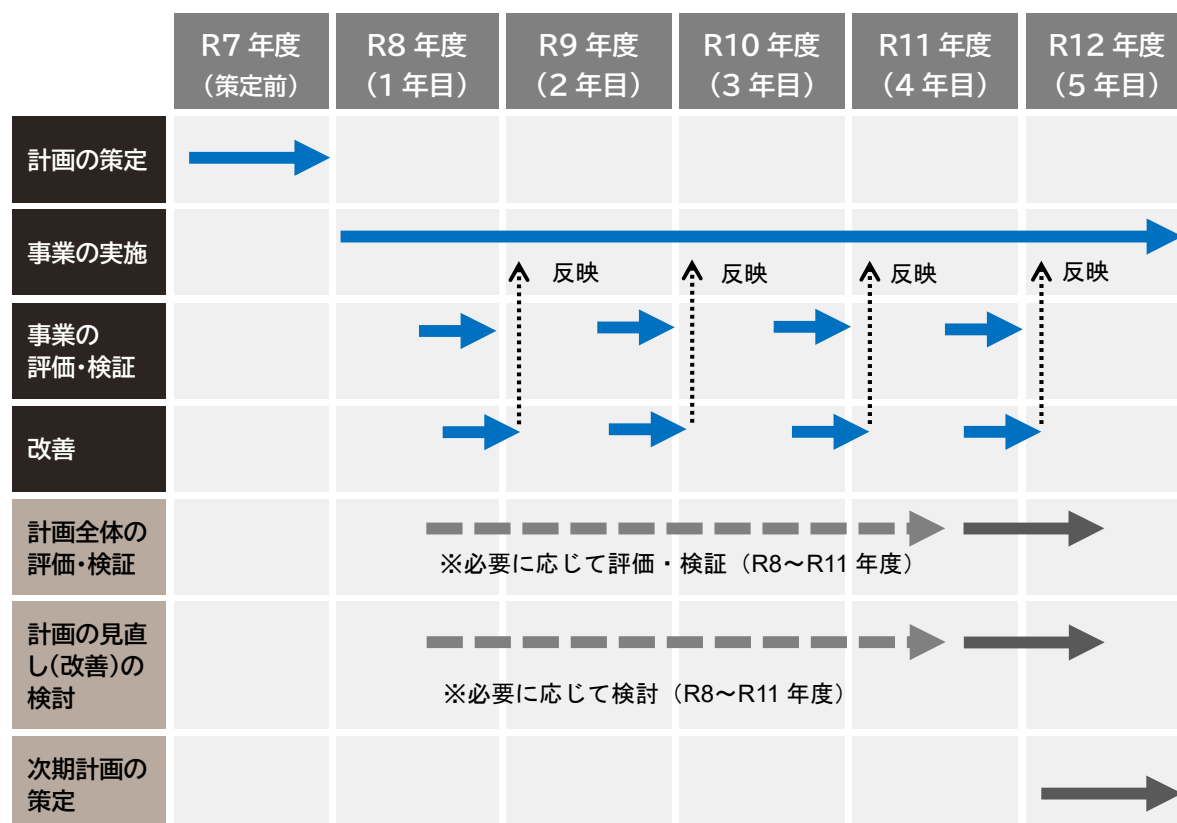 R7 年度
(策定前)
R8 年度
(1 年目)
R9 年度
(2 年目)
R10 年度
(3 年目)
R11 年度
(4 年目)
R12 年度
(5 年目)
計画の策定
事業の実施
反映
反映
反映
反映
事業の
評価・検証
改善
計画全体の
評価・検証
※必要に応じて評価・検証（R8～R11 年度）
計画の見直
し(改善)の
検討
※必要に応じて検討（R8～R11 年度）
次期計画の
策定